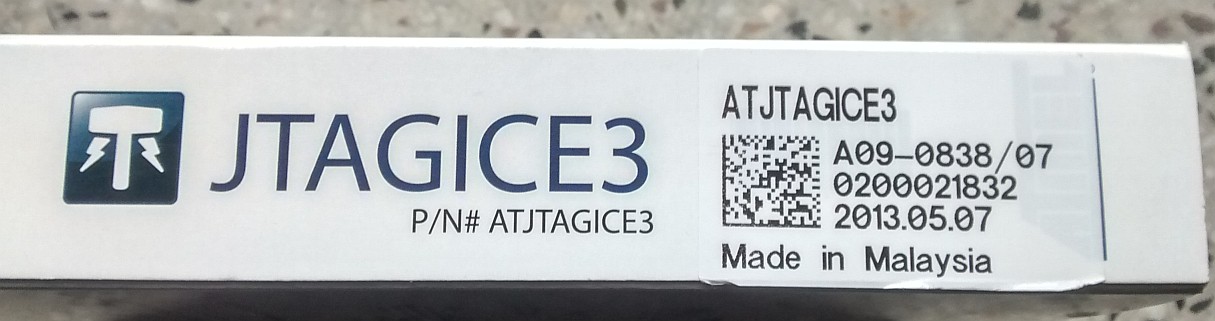 JTAGICE3
P/N# ATJTAGICE3
ATJTAGICE3
A09-0838/07
0200021832
2013.05.07
Made in Malaysia